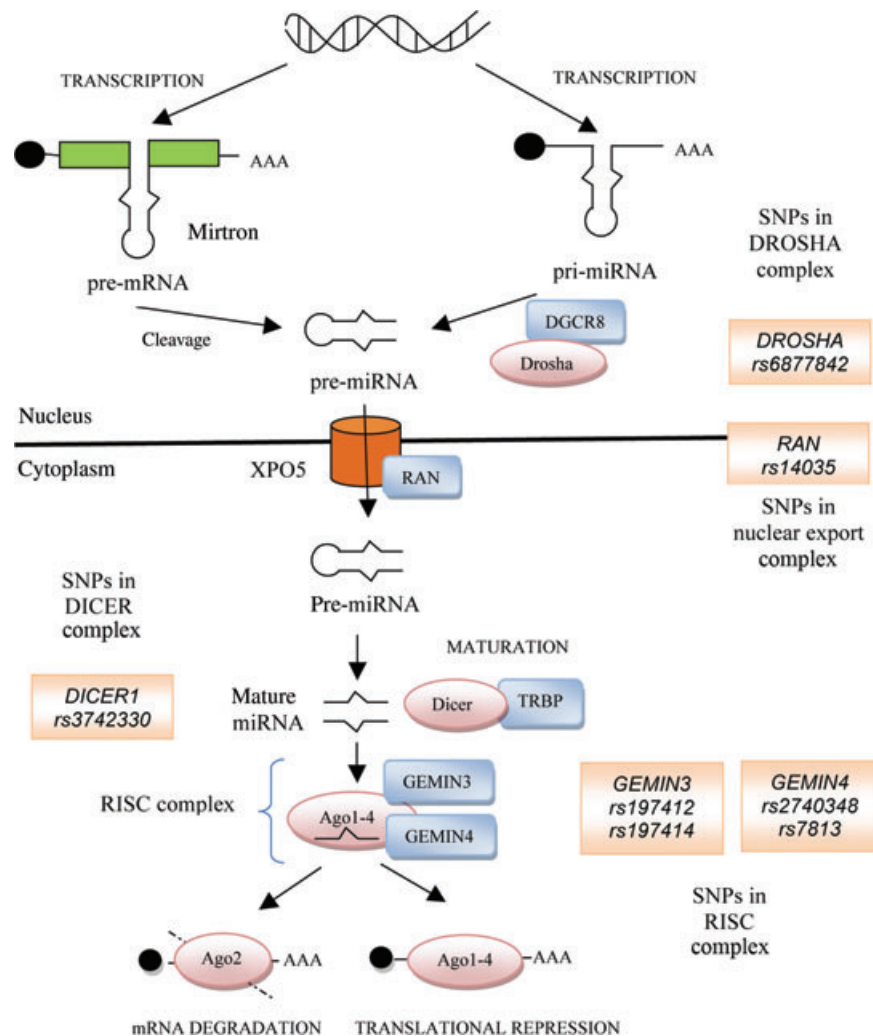 TRANSCRIPTION
TRANSCRIPTION
AAA
AAA
Mirtron
pre-mRNA
pri-miRNA
SNPs in
DROSHA
complex
Cleavage
DGCR8
Drosha
DROSHA
rs6877842
pre-miRNA
Nucleus
Cytoplasm
XPO5
RAN
RAN
rs14035
SNPs in
nuclear export
complex
Pre-miRNA
SNPs in
DICER
complex
MATURATION
DICER1
rs3742330
Mature
miRNA
Dicer
TRBP
RISC complex
GEMIN3
Ago1-4
GEMIN4
GEMIN3
rs197412
rs197414
GEMIN4
rs2740348
rs7813
SNPs in
RISC
complex
Ago2
AAA
Ago1-4
AAA
mRNA DEGRADATION
TRANSLATIONAL REPRESSION